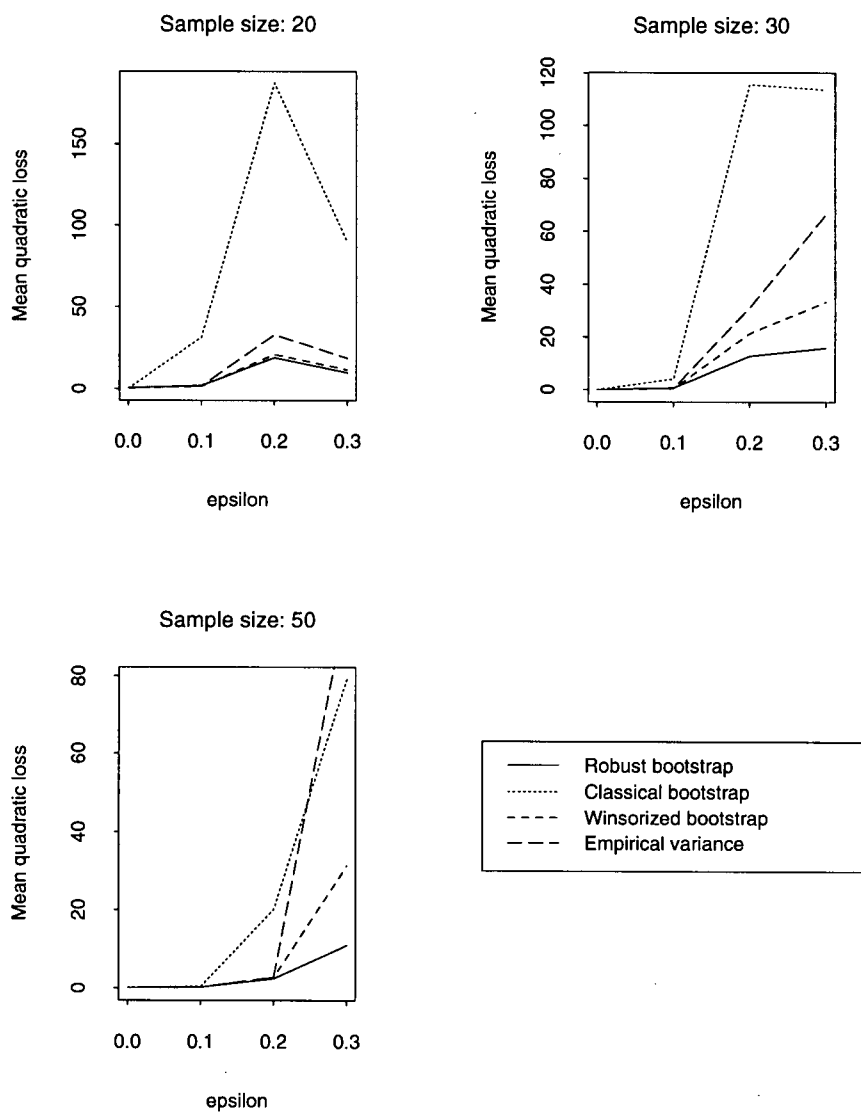 Sample size: 20
Mean quadratic loss
150
100
50
0
0.0 0.1 0.2 0.3
epsilon
Sample size: 30
Mean quadratic loss
120
100
80
60
40
20
0
0.0 0.1 0.2 0.3
epsilon
Sample size: 50
Mean quadratic loss
80
60
40
20
0
0.0 0.1 0.2 0.3
epsilon
Robust bootstrap
Classical bootstrap
Winsorized bootstrap
Empirical variance